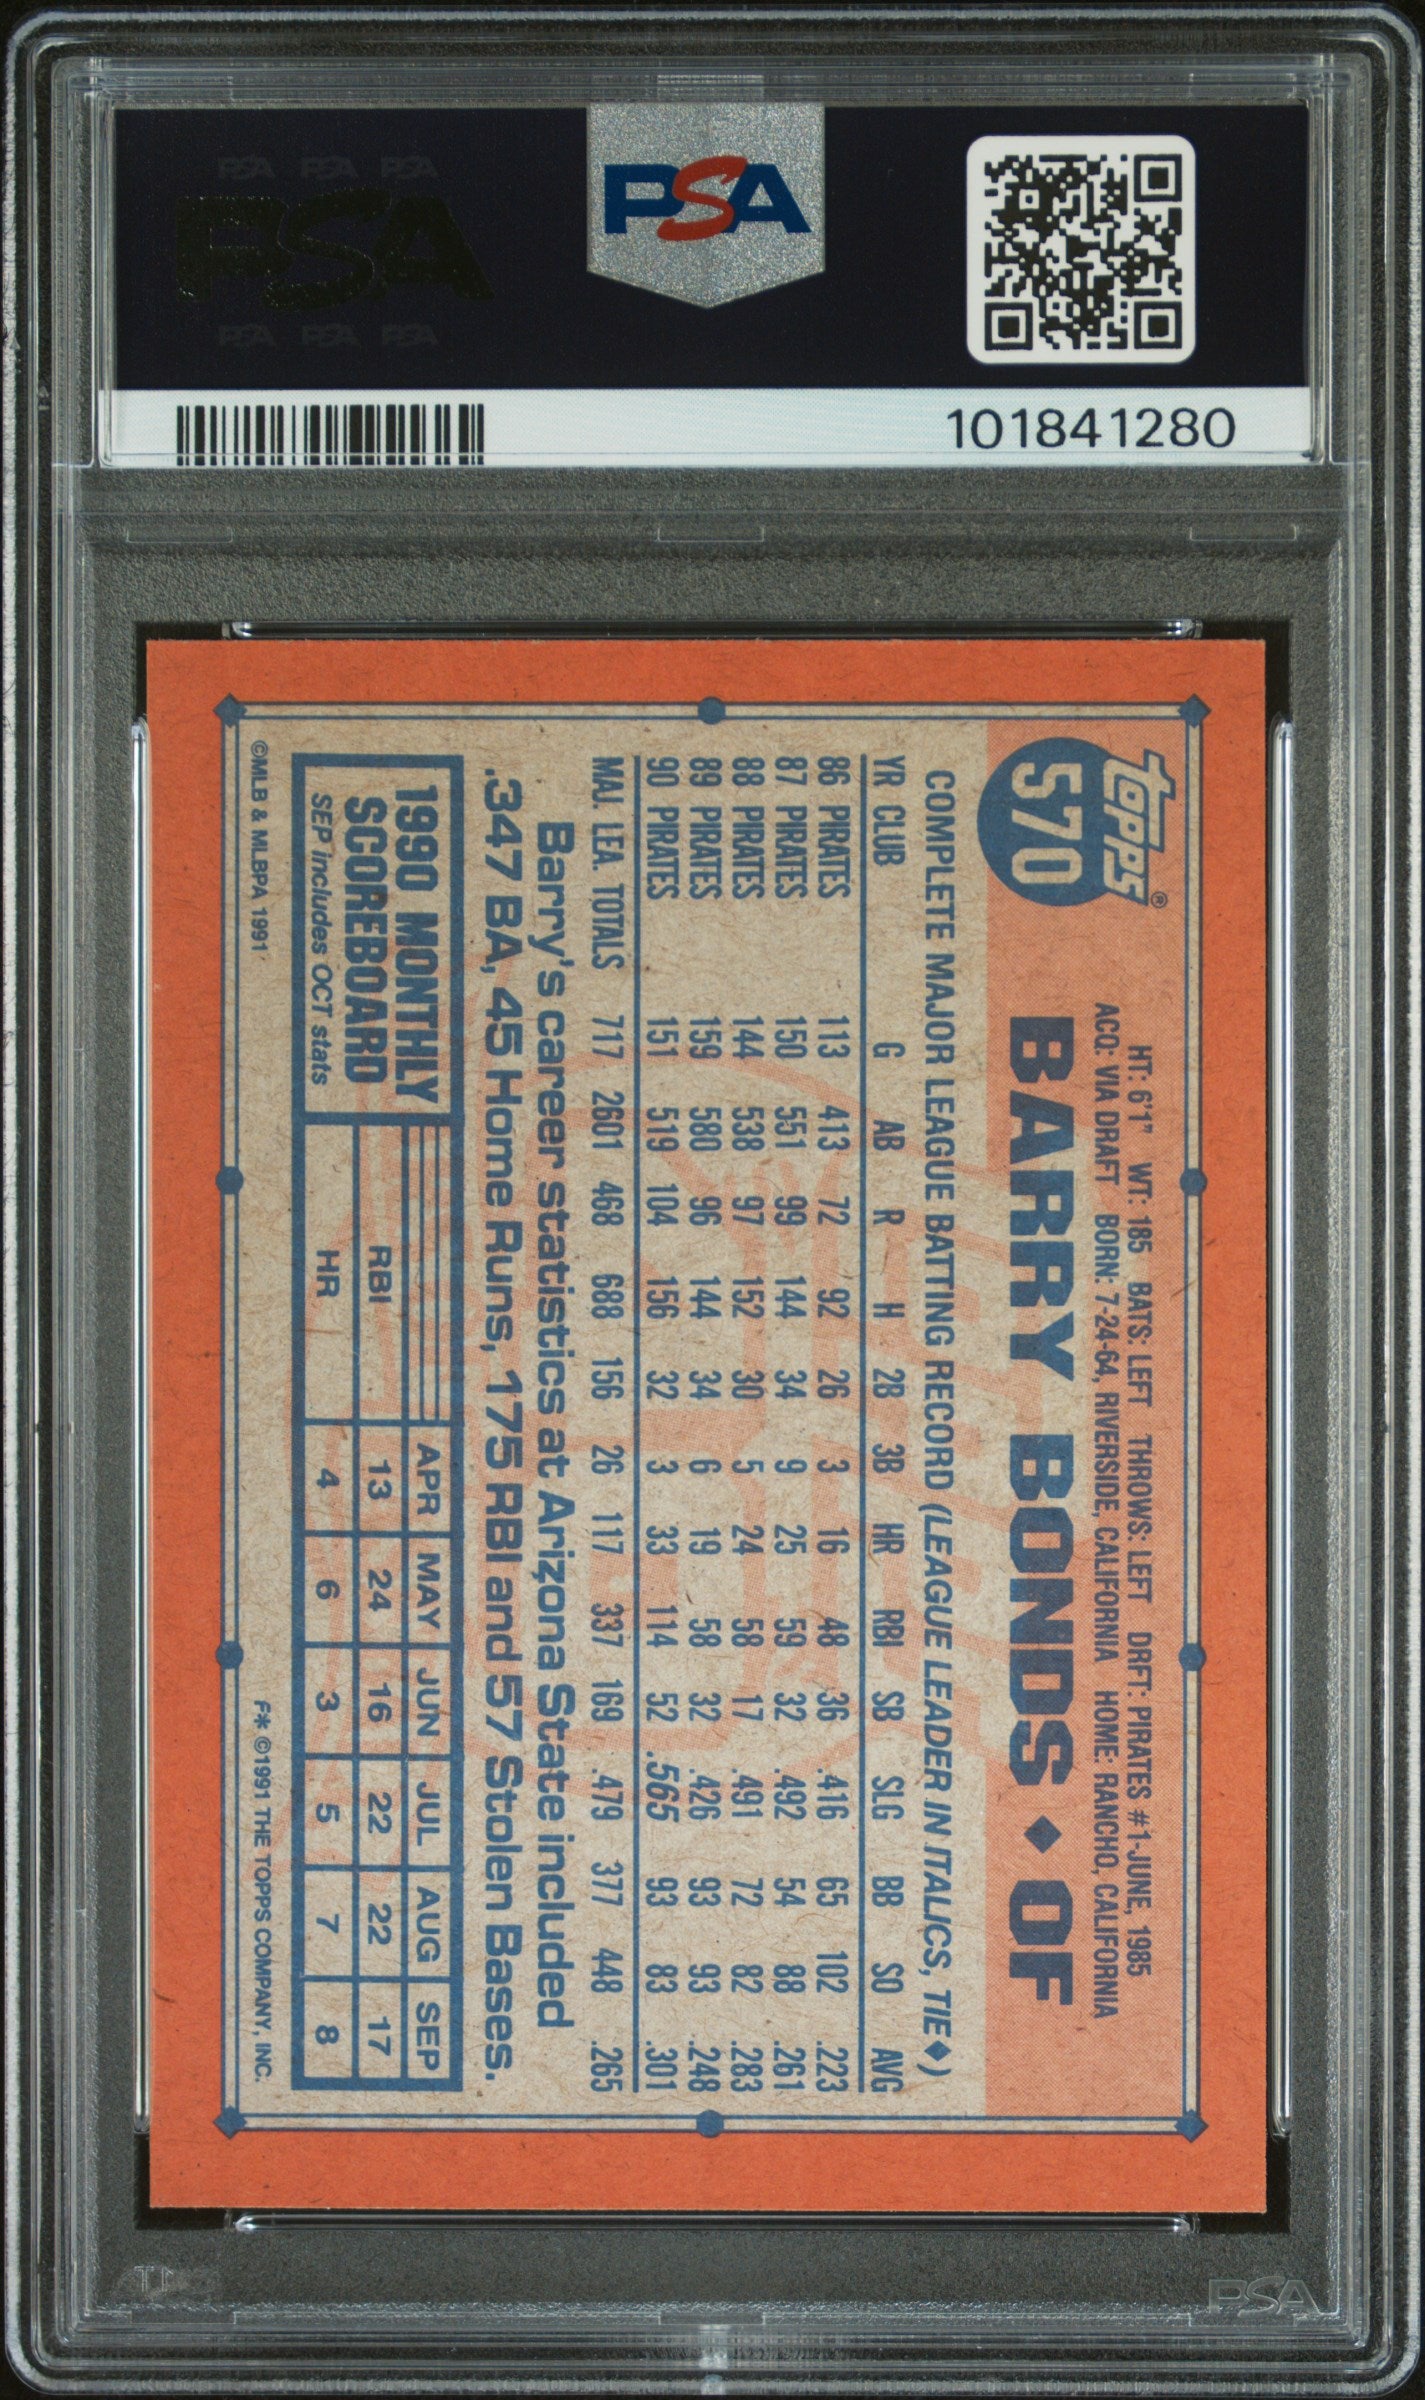 PSA PSA PSA
PSA
PSA PSA PSA
PSA
101841280
topps®
570
HT: 6'1" WT: 185 BATS: LEFT THROWS: LEFT DRFT: PIRATES #1-JUNE, 1985
ACQ: VIA DRAFT BORN: 7-24-64, RIVERSIDE, CALIFORNIA HOME: RANCHO, CALIFORNIA
BARRY BONDS ◆ OF
COMPLETE MAJOR LEAGUE BATTING RECORD (LEAGUE LEADER IN ITALICS, TIE◆)
YR CLUB G AB R H 2B 3B HR RBI SB SLG BB SO AVG
86 PIRATES 113 413 72 92 26 3 16 48 36 .416 65 102 .223
87 PIRATES 150 551 99 144 34 9 25 59 32 .492 54 88 .261
88 PIRATES 144 538 97 152 30 5 24 58 17 .491 72 82 .283
89 PIRATES 159 580 96 144 34 6 19 58 32 .426 93 93 .248
90 PIRATES 151 519 104 156 32 3 33 114 52 .565 93 83 .301
MAJ. LEA. TOTALS 717 2601 468 688 156 26 117 337 169 .479 377 448 .265
Barry's career statistics at Arizona State included
.347 BA, 45 Home Runs, 175 RBI and 57 Stolen Bases.
1990 MONTHLY
SCOREBOARD
SEP includes OCT stats
APR MAY JUN JUL AUG SEP
RBI 13 24 16 22 22 17
HR 4 6 3 5 7 8
©MLB & MLBPA 1991
F* ©1991 THE TOPPS COMPANY, INC.
PSA